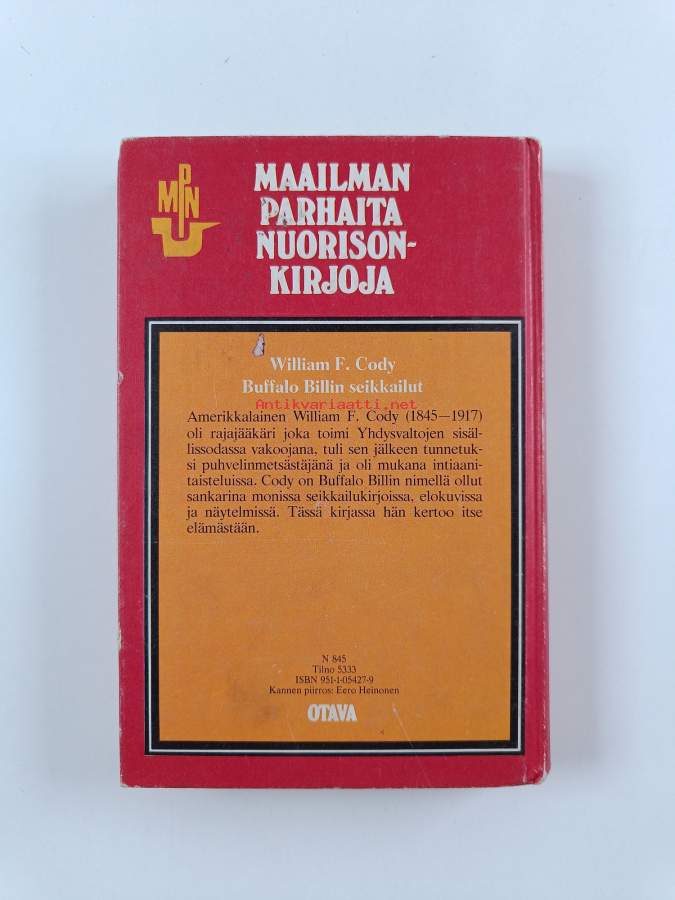 MPN
MAAILMAN
PARHAITA
NUORISON-
KIRJOJA
William F. Cody
Buffalo Billin seikkailut
Antikvariaatti.net
Amerikkalainen William F. Cody (1845—1917)
oli rajajääkäri joka toimi Yhdysvaltojen sisäl-
lissodassa vakoojana, tuli sen jälkeen tunnetuk-
si puhvelinmetsästäjänä ja oli mukana intiaani-
taisteluissa. Cody on Buffalo Billin nimellä ollut
sankarina monissa seikkailukirjoissa, elokuvissa
ja näytelmissä. Tässä kirjassa hän kertoo itse
elämästään.
N 845
Tilno 5333
ISBN 951-1-05427-9
Kannen piirros: Eero Heinonen
OTAVA